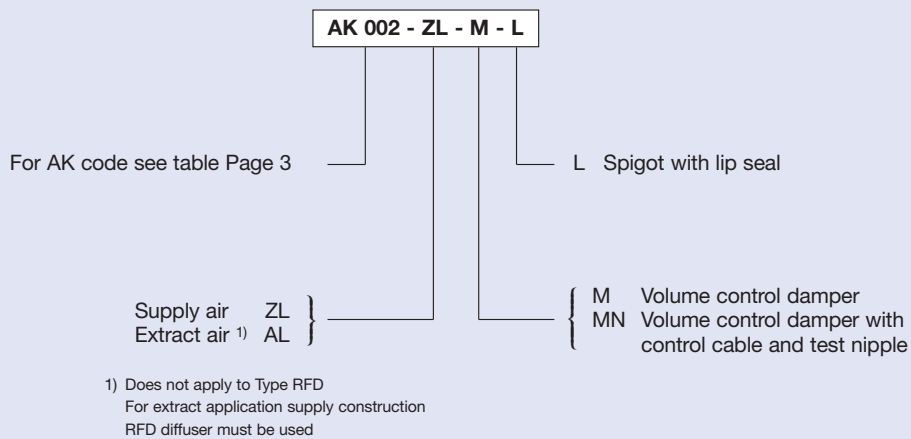 AK 002 - ZL - M - L
For AK code see table Page 3
L Spigot with lip seal
Supply air ZL
Extract air 1) AL
M Volume control damper
MN Volume control damper with
control cable and test nipple
1) Does not apply to Type RFD
For extract application supply construction
RFD diffuser must be used